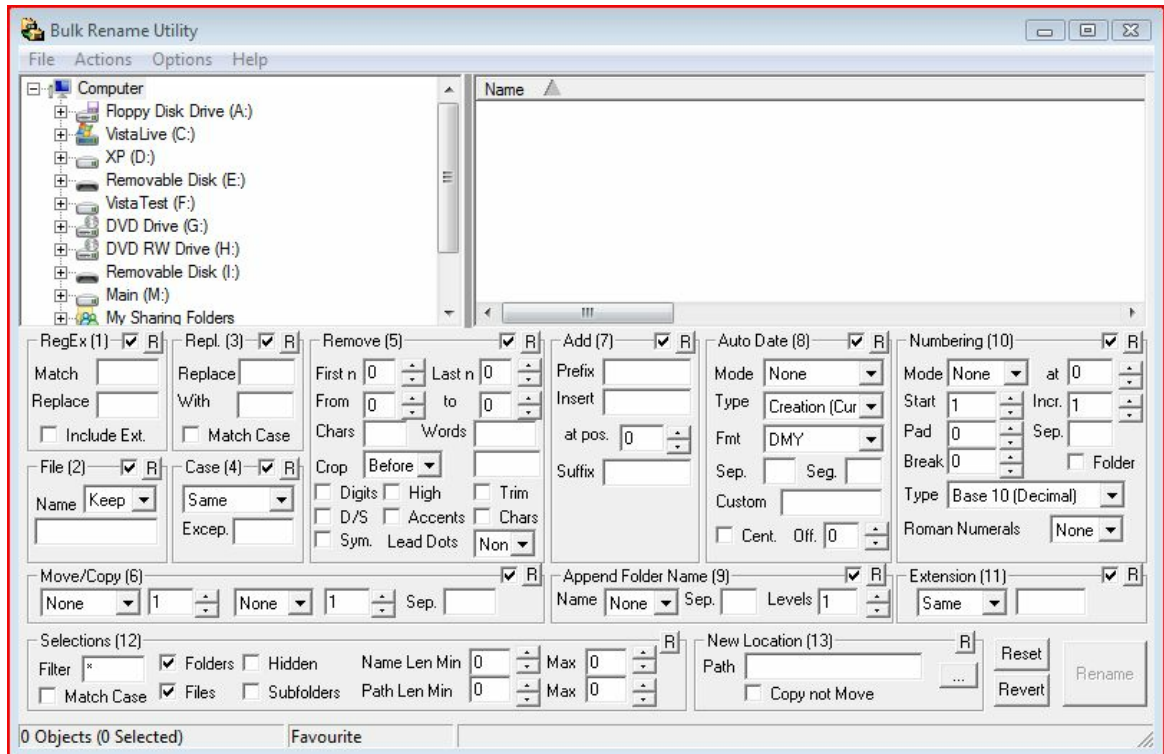 Bulk Rename Utility
File Actions Options Help
Computer
Floppy Disk Drive (A:)
VistaLive (C:)
XP (D:)
Removable Disk (E:)
VistaTest (F:)
DVD Drive (G:)
DVD RW Drive (H:)
Removable Disk (I:)
Main (M:)
My Sharing Folders
Name
RegEx (1) R
Match
Replace
Include Ext.
Repl. (3) R
Replace
With
Match Case
File (2) R
Name Keep
Case (4) R
Same
Excep.
Remove (5) R
First n 0 Last n 0
From 0 to 0
Chars Words
Crop Before
Digits High Trim
D/S Accents Chars
Sym. Lead Dots Non
Add (7) R
Prefix
Insert
at pos. 0
Suffix
Auto Date (8) R
Mode None
Type Creation (Cur
Fmt DMY
Sep. Seg.
Custom
Cent. Off. 0
Numbering (10) R
Mode None at 0
Start 1 Incr. 1
Pad 0 Sep.
Break 0 Folder
Type Base 10 (Decimal)
Roman Numerals None
Move/Copy (6) R
None 1 None 1 Sep.
Append Folder Name (9) R
Name None Sep. Levels 1
Extension (11) R
Same
Selections (12) R
Filter * Folders Hidden Name Len Min 0 Max 0
Match Case Files Subfolders Path Len Min 0 Max 0
New Location (13) R
Path ...
Copy not Move
Reset
Revert
Rename
0 Objects (0 Selected) Favourite